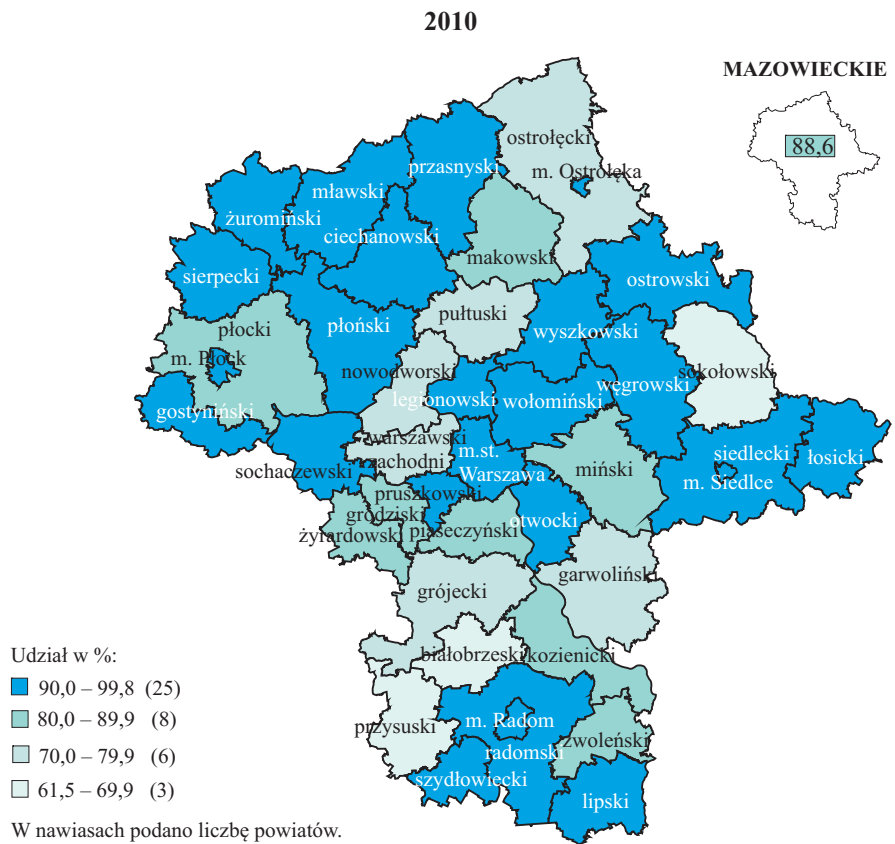 2010
MAZOWIECKIE
88,6
ostrołęcki
m. Ostrołęka
przasnyski
mławski
żuromiński
ciechanowski
makowski
sierpecki
ostrowski
pułtuski
płocki
płoński
wyszkowski
m. Płock
nowodworski
sokołowski
węgrowski
legionowski
wołomiński
gostyniński
warszawski
zachodni
m.st.
Warszawa
siedlecki
łosicki
miński
sochaczewski
m. Siedlce
pruszkowski
grodziski
otwocki
żyrardowski
piaseczyński
garwoliński
grójecki
białobrzeski
kozienicki
przysuski
m. Radom
zwoleński
radomski
szydłowiecki
lipski
Udział w %:
90,0 – 99,8 (25)
80,0 – 89,9 (8)
70,0 – 79,9 (6)
61,5 – 69,9 (3)
W nawiasach podano liczbę powiatów.